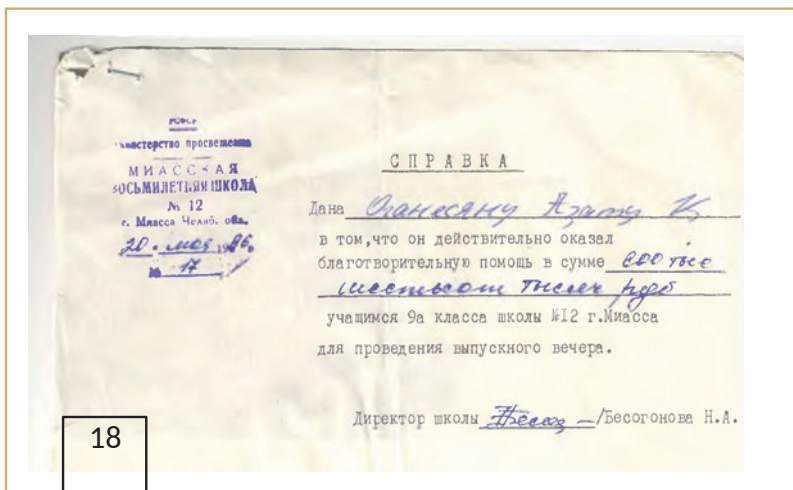 РСФСР
Министерство просвещения
МИАССКАЯ
ВОСЬМИЛЕТНЯЯ ШКОЛА
№ 12
г. Миасса Челяб. обл.
20. мая 1996.
№ 17
СПРАВКА
Дана Оганесяну Азату К
в том,что он действительно оказал
благотворительную помощь в сумме 600 тыс
шестьсот тысяч руб
учащимся 9а класса школы №I2 г.Миасса
для проведения выпускного вечера.
Директор школы /Бесогонова Н.А.
18